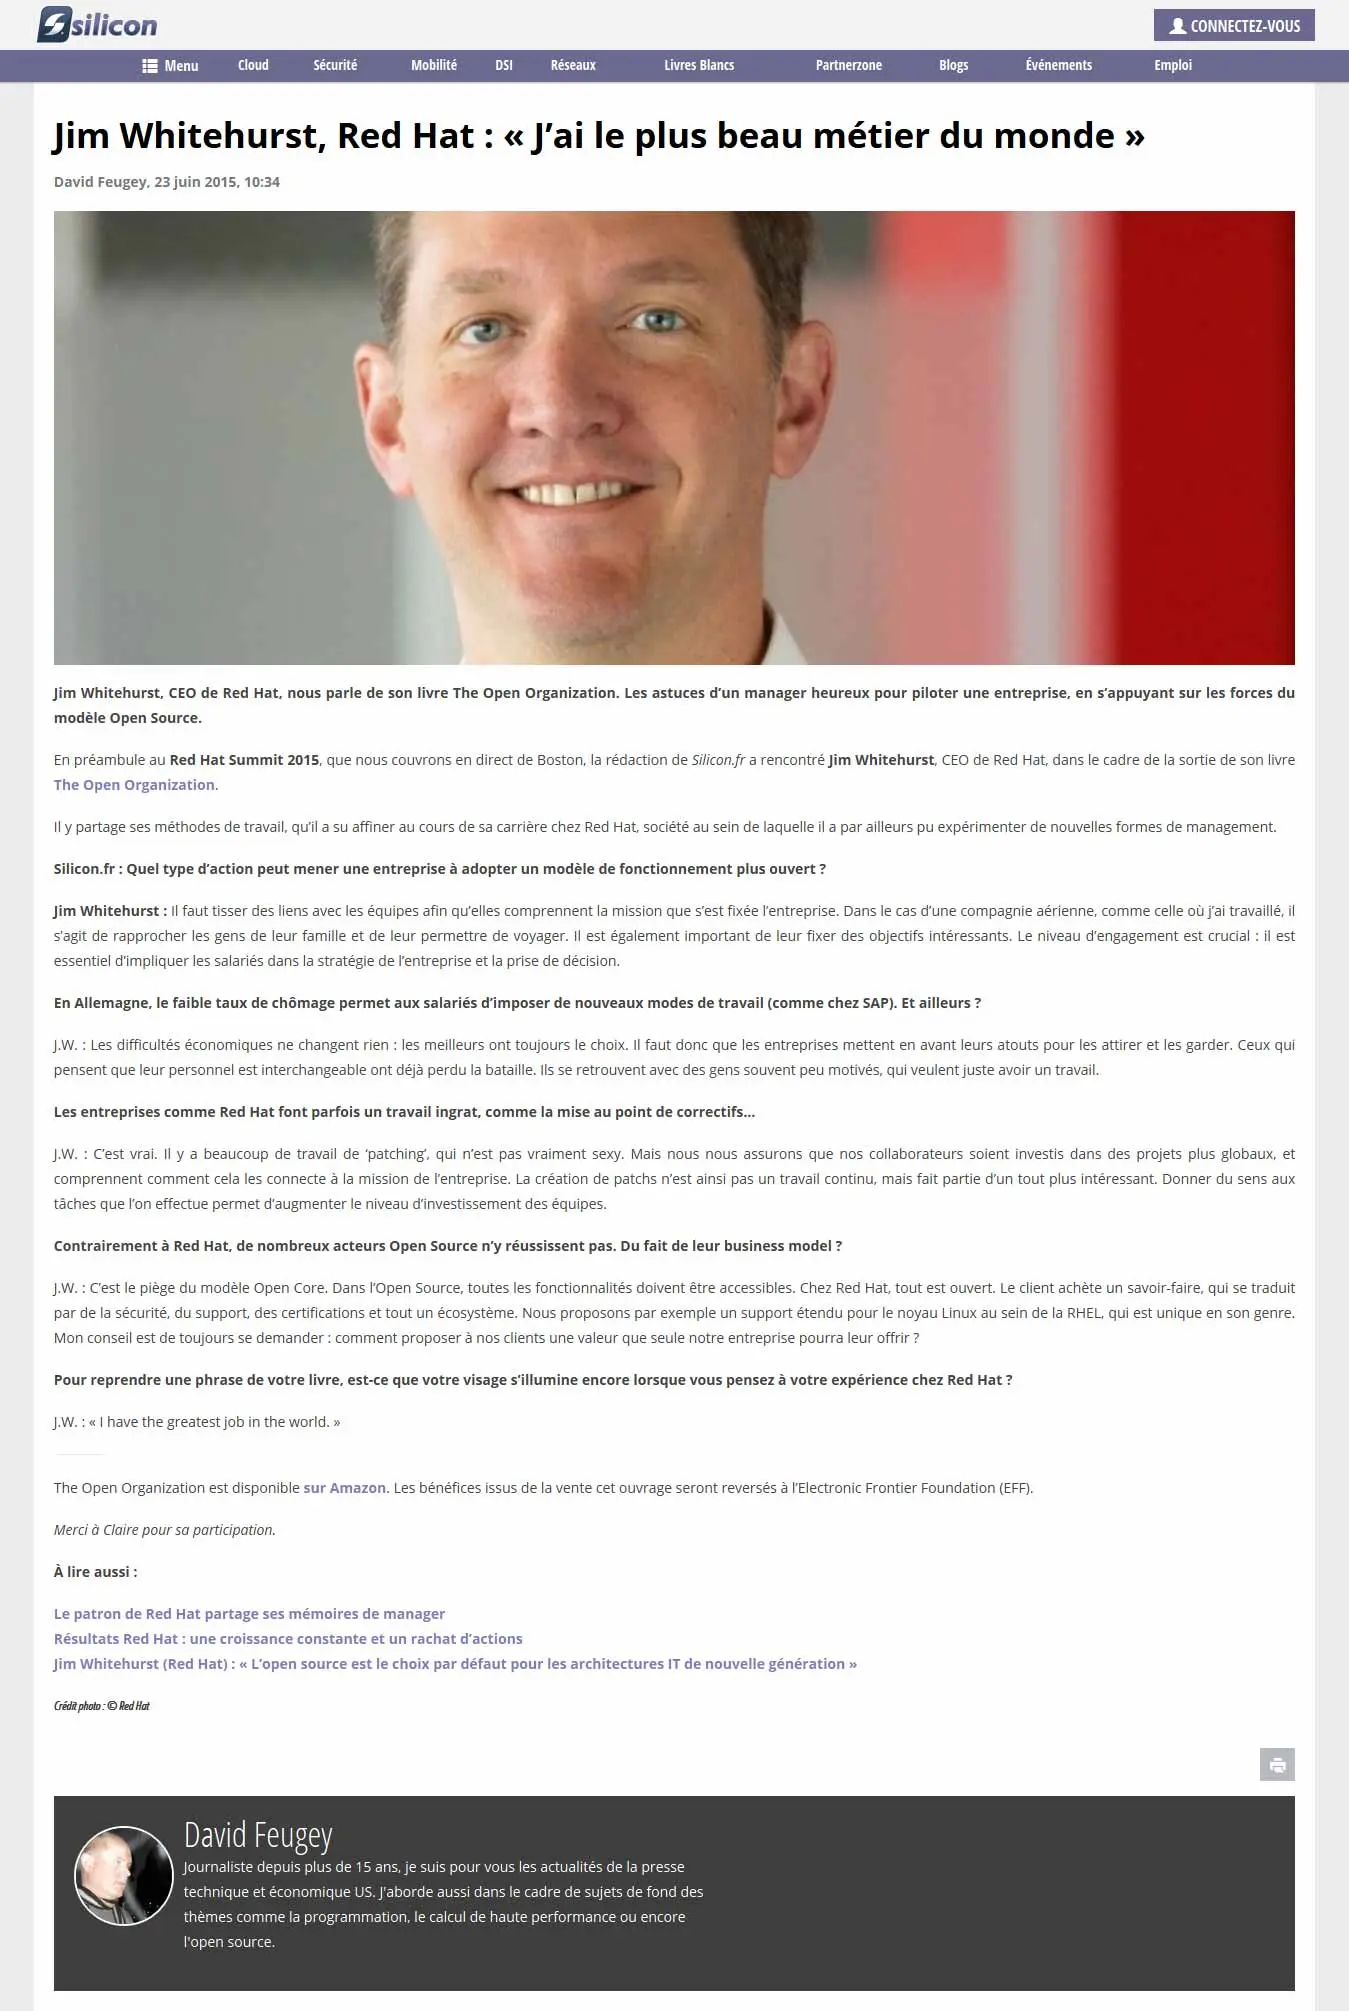 silicon
CONNECTEZ-VOUS
Menu Cloud Sécurité Mobilité DSI Réseaux Livres Blancs Partnerzone Blogs Événements Emploi
Jim Whitehurst, Red Hat : « J’ai le plus beau métier du monde »
David Feugey, 23 juin 2015, 10:34
Jim Whitehurst, CEO de Red Hat, nous parle de son livre The Open Organization. Les astuces d’un manager heureux pour piloter une entreprise, en s’appuyant sur les forces du
modèle Open Source.
En préambule au Red Hat Summit 2015, que nous couvrons en direct de Boston, la rédaction de Silicon.fr a rencontré Jim Whitehurst, CEO de Red Hat, dans le cadre de la sortie de son livre
The Open Organization.
Il y partage ses méthodes de travail, qu’il a su affiner au cours de sa carrière chez Red Hat, société au sein de laquelle il a par ailleurs pu expérimenter de nouvelles formes de management.
Silicon.fr : Quel type d’action peut mener une entreprise à adopter un modèle de fonctionnement plus ouvert ?
Jim Whitehurst : Il faut tisser des liens avec les équipes afin qu’elles comprennent la mission que s’est fixée l’entreprise. Dans le cas d’une compagnie aérienne, comme celle où j’ai travaillé, il
s’agit de rapprocher les gens de leur famille et de leur permettre de voyager. Il est également important de leur fixer des objectifs intéressants. Le niveau d’engagement est crucial : il est
essentiel d’impliquer les salariés dans la stratégie de l’entreprise et la prise de décision.
En Allemagne, le faible taux de chômage permet aux salariés d’imposer de nouveaux modes de travail (comme chez SAP). Et ailleurs ?
J.W. : Les difficultés économiques ne changent rien : les meilleurs ont toujours le choix. Il faut donc que les entreprises mettent en avant leurs atouts pour les attirer et les garder. Ceux qui
pensent que leur personnel est interchangeable ont déjà perdu la bataille. Ils se retrouvent avec des gens souvent peu motivés, qui veulent juste avoir un travail.
Les entreprises comme Red Hat font parfois un travail ingrat, comme la mise au point de correctifs…
J.W. : C’est vrai. Il y a beaucoup de travail de ‘patching’, qui n’est pas vraiment sexy. Mais nous nous assurons que nos collaborateurs soient investis dans des projets plus globaux, et
comprennent comment cela les connecte à la mission de l’entreprise. La création de patchs n’est ainsi pas un travail continu, mais fait partie d’un tout plus intéressant. Donner du sens aux
tâches que l’on effectue permet d’augmenter le niveau d’investissement des équipes.
Contrairement à Red Hat, de nombreux acteurs Open Source n’y réussissent pas. Du fait de leur business model ?
J.W. : C’est le piège du modèle Open Core. Dans l’Open Source, toutes les fonctionnalités doivent être accessibles. Chez Red Hat, tout est ouvert. Le client achète un savoir-faire, qui se traduit
par de la sécurité, du support, des certifications et tout un écosystème. Nous proposons par exemple un support étendu pour le noyau Linux au sein de la RHEL, qui est unique en son genre.
Mon conseil est de toujours se demander : comment proposer à nos clients une valeur que seule notre entreprise pourra leur offrir ?
Pour reprendre une phrase de votre livre, est-ce que votre visage s’illumine encore lorsque vous pensez à votre expérience chez Red Hat ?
J.W. : « I have the greatest job in the world. »
The Open Organization est disponible sur Amazon. Les bénéfices issus de la vente cet ouvrage seront reversés à l’Electronic Frontier Foundation (EFF).
Merci à Claire pour sa participation.
À lire aussi :
Le patron de Red Hat partage ses mémoires de manager
Résultats Red Hat : une croissance constante et un rachat d’actions
Jim Whitehurst (Red Hat) : « L’open source est le choix par défaut pour les architectures IT de nouvelle génération »
Crédit photo : © Red Hat
David Feugey
Journaliste depuis plus de 15 ans, je suis pour vous les actualités de la presse
technique et économique US. J'aborde aussi dans le cadre de sujets de fond des
thèmes comme la programmation, le calcul de haute performance ou encore
l'open source.